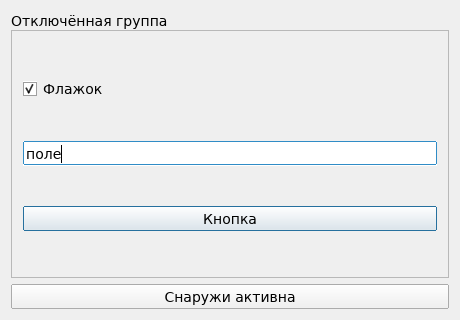 Отключённая группа
Флажок
поле
Кнопка
Снаружи активна